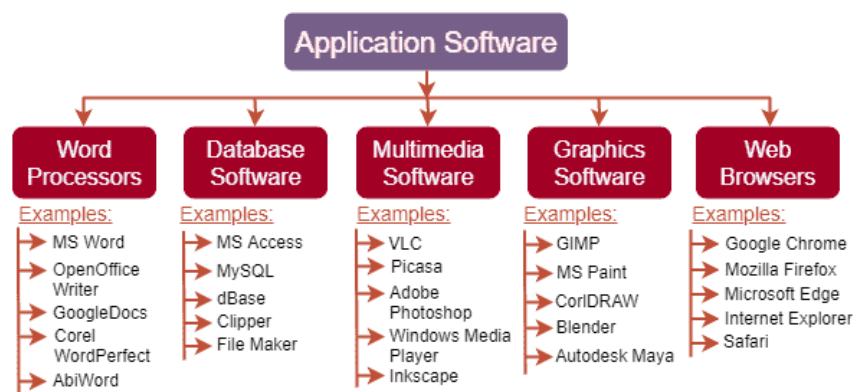 Application Software
Word
Processors
Database
Software
Multimedia
Software
Graphics
Software
Web
Browsers
Examples:
MS Word
OpenOffice
Writer
GoogleDocs
Corel
WordPerfect
AbiWord
Examples:
MS Access
MySQL
dBase
Clipper
File Maker
Examples:
VLC
Picasa
Adobe
Photoshop
Windows Media
Player
Inkscape
Examples:
GIMP
MS Paint
CorlDRAW
Blender
Autodesk Maya
Examples:
Google Chrome
Mozilla Firefox
Microsoft Edge
Internet Explorer
Safari